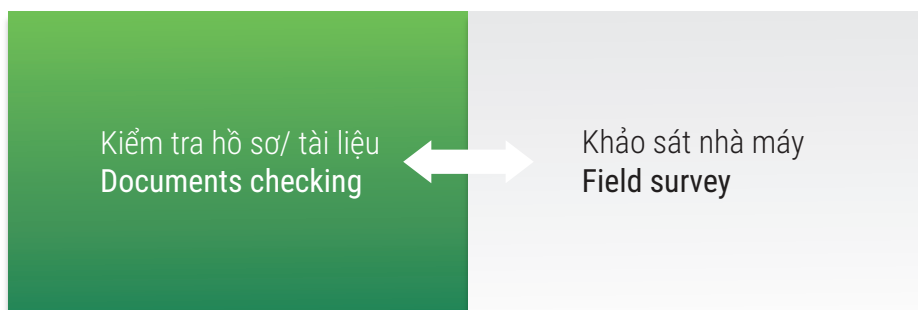 Kiểm tra hồ sơ/ tài liệu
Documents checking
Khảo sát nhà máy
Field survey